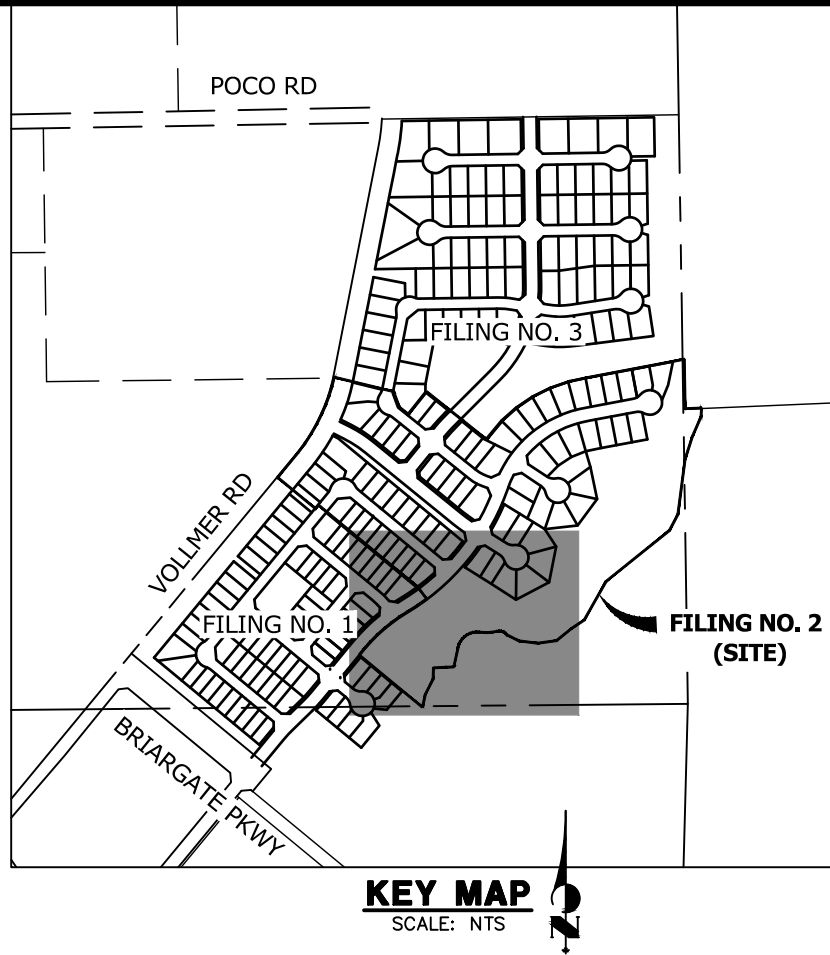 POCO RD
FILING NO. 3
VOLLMER RD
FILING NO. 1
FILING NO. 2
(SITE)
BRIARGATE PKWY
KEY MAP
SCALE: NTS
N